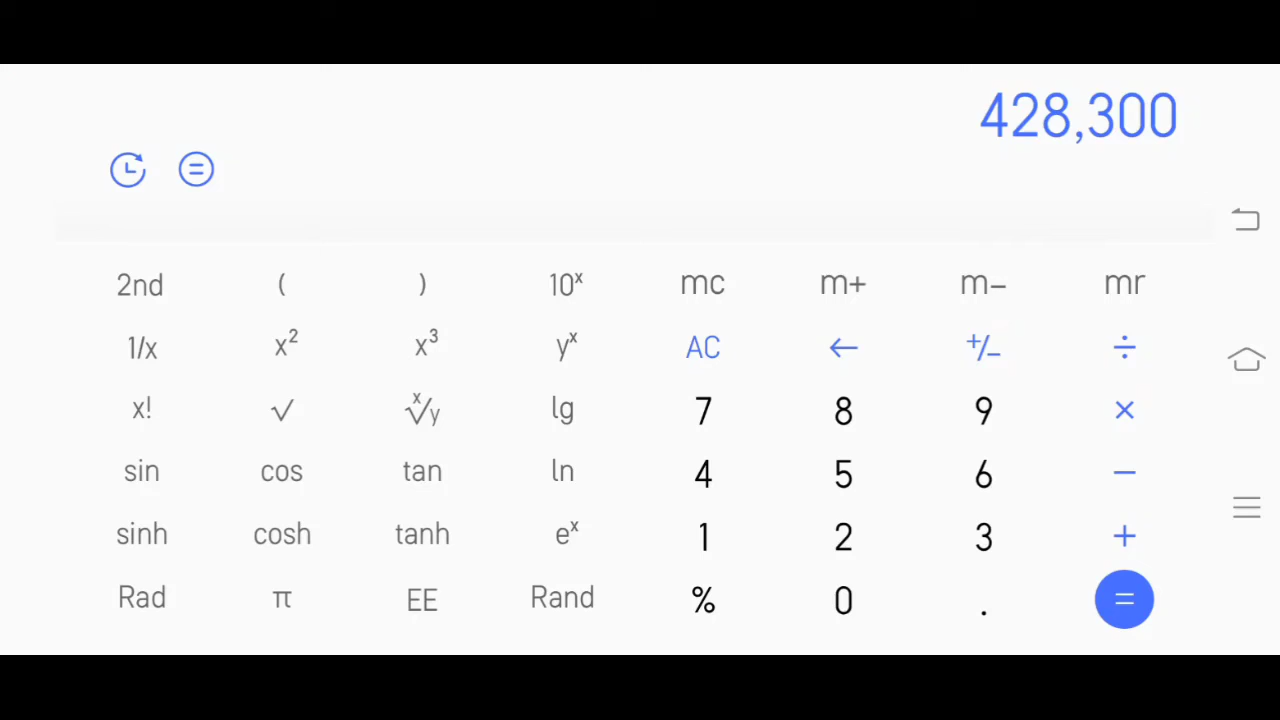 428,300
2nd ( ) 10ˣ mc m+ m− mr
1/x x² x³ yˣ AC ← +/− ÷
x! √ ˣ√y lg 7 8 9 ×
sin cos tan ln 4 5 6 −
sinh cosh tanh eˣ 1 2 3 +
Rad π EE Rand % 0 . =